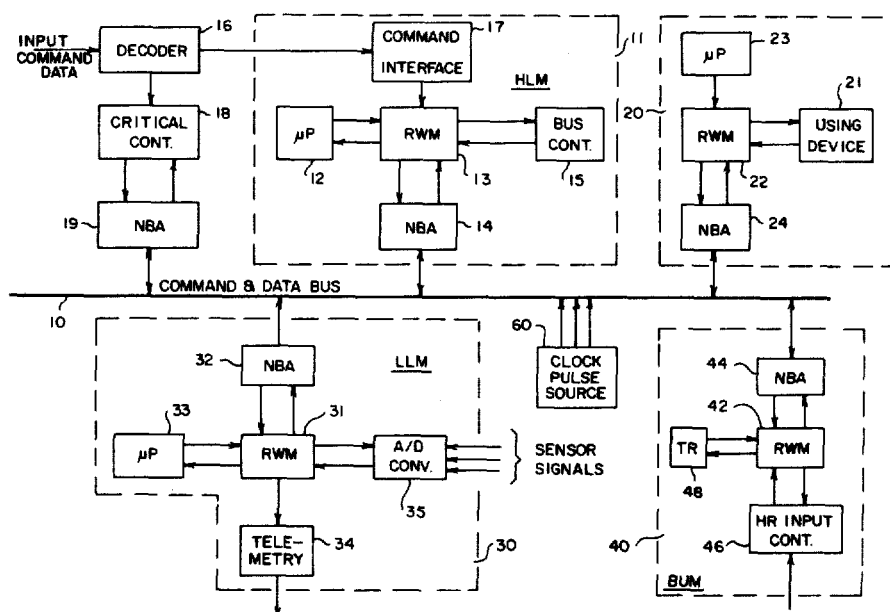 INPUT
COMMAND
DATA
DECODER
16
COMMAND
INTERFACE
17
11
HLM
CRITICAL
CONT.
18
µP
12
RWM
13
BUS
CONT.
15
NBA
19
NBA
14
µP
23
20
RWM
22
21
USING
DEVICE
NBA
24
COMMAND & DATA BUS
10
32
NBA
LLM
33
µP
31
RWM
A/D
CONV.
35
SENSOR
SIGNALS
TELE-
METRY
34
30
60
CLOCK
PULSE
SOURCE
44
NBA
42
RWM
TR
48
HR INPUT
CONT.
46
40
BUM